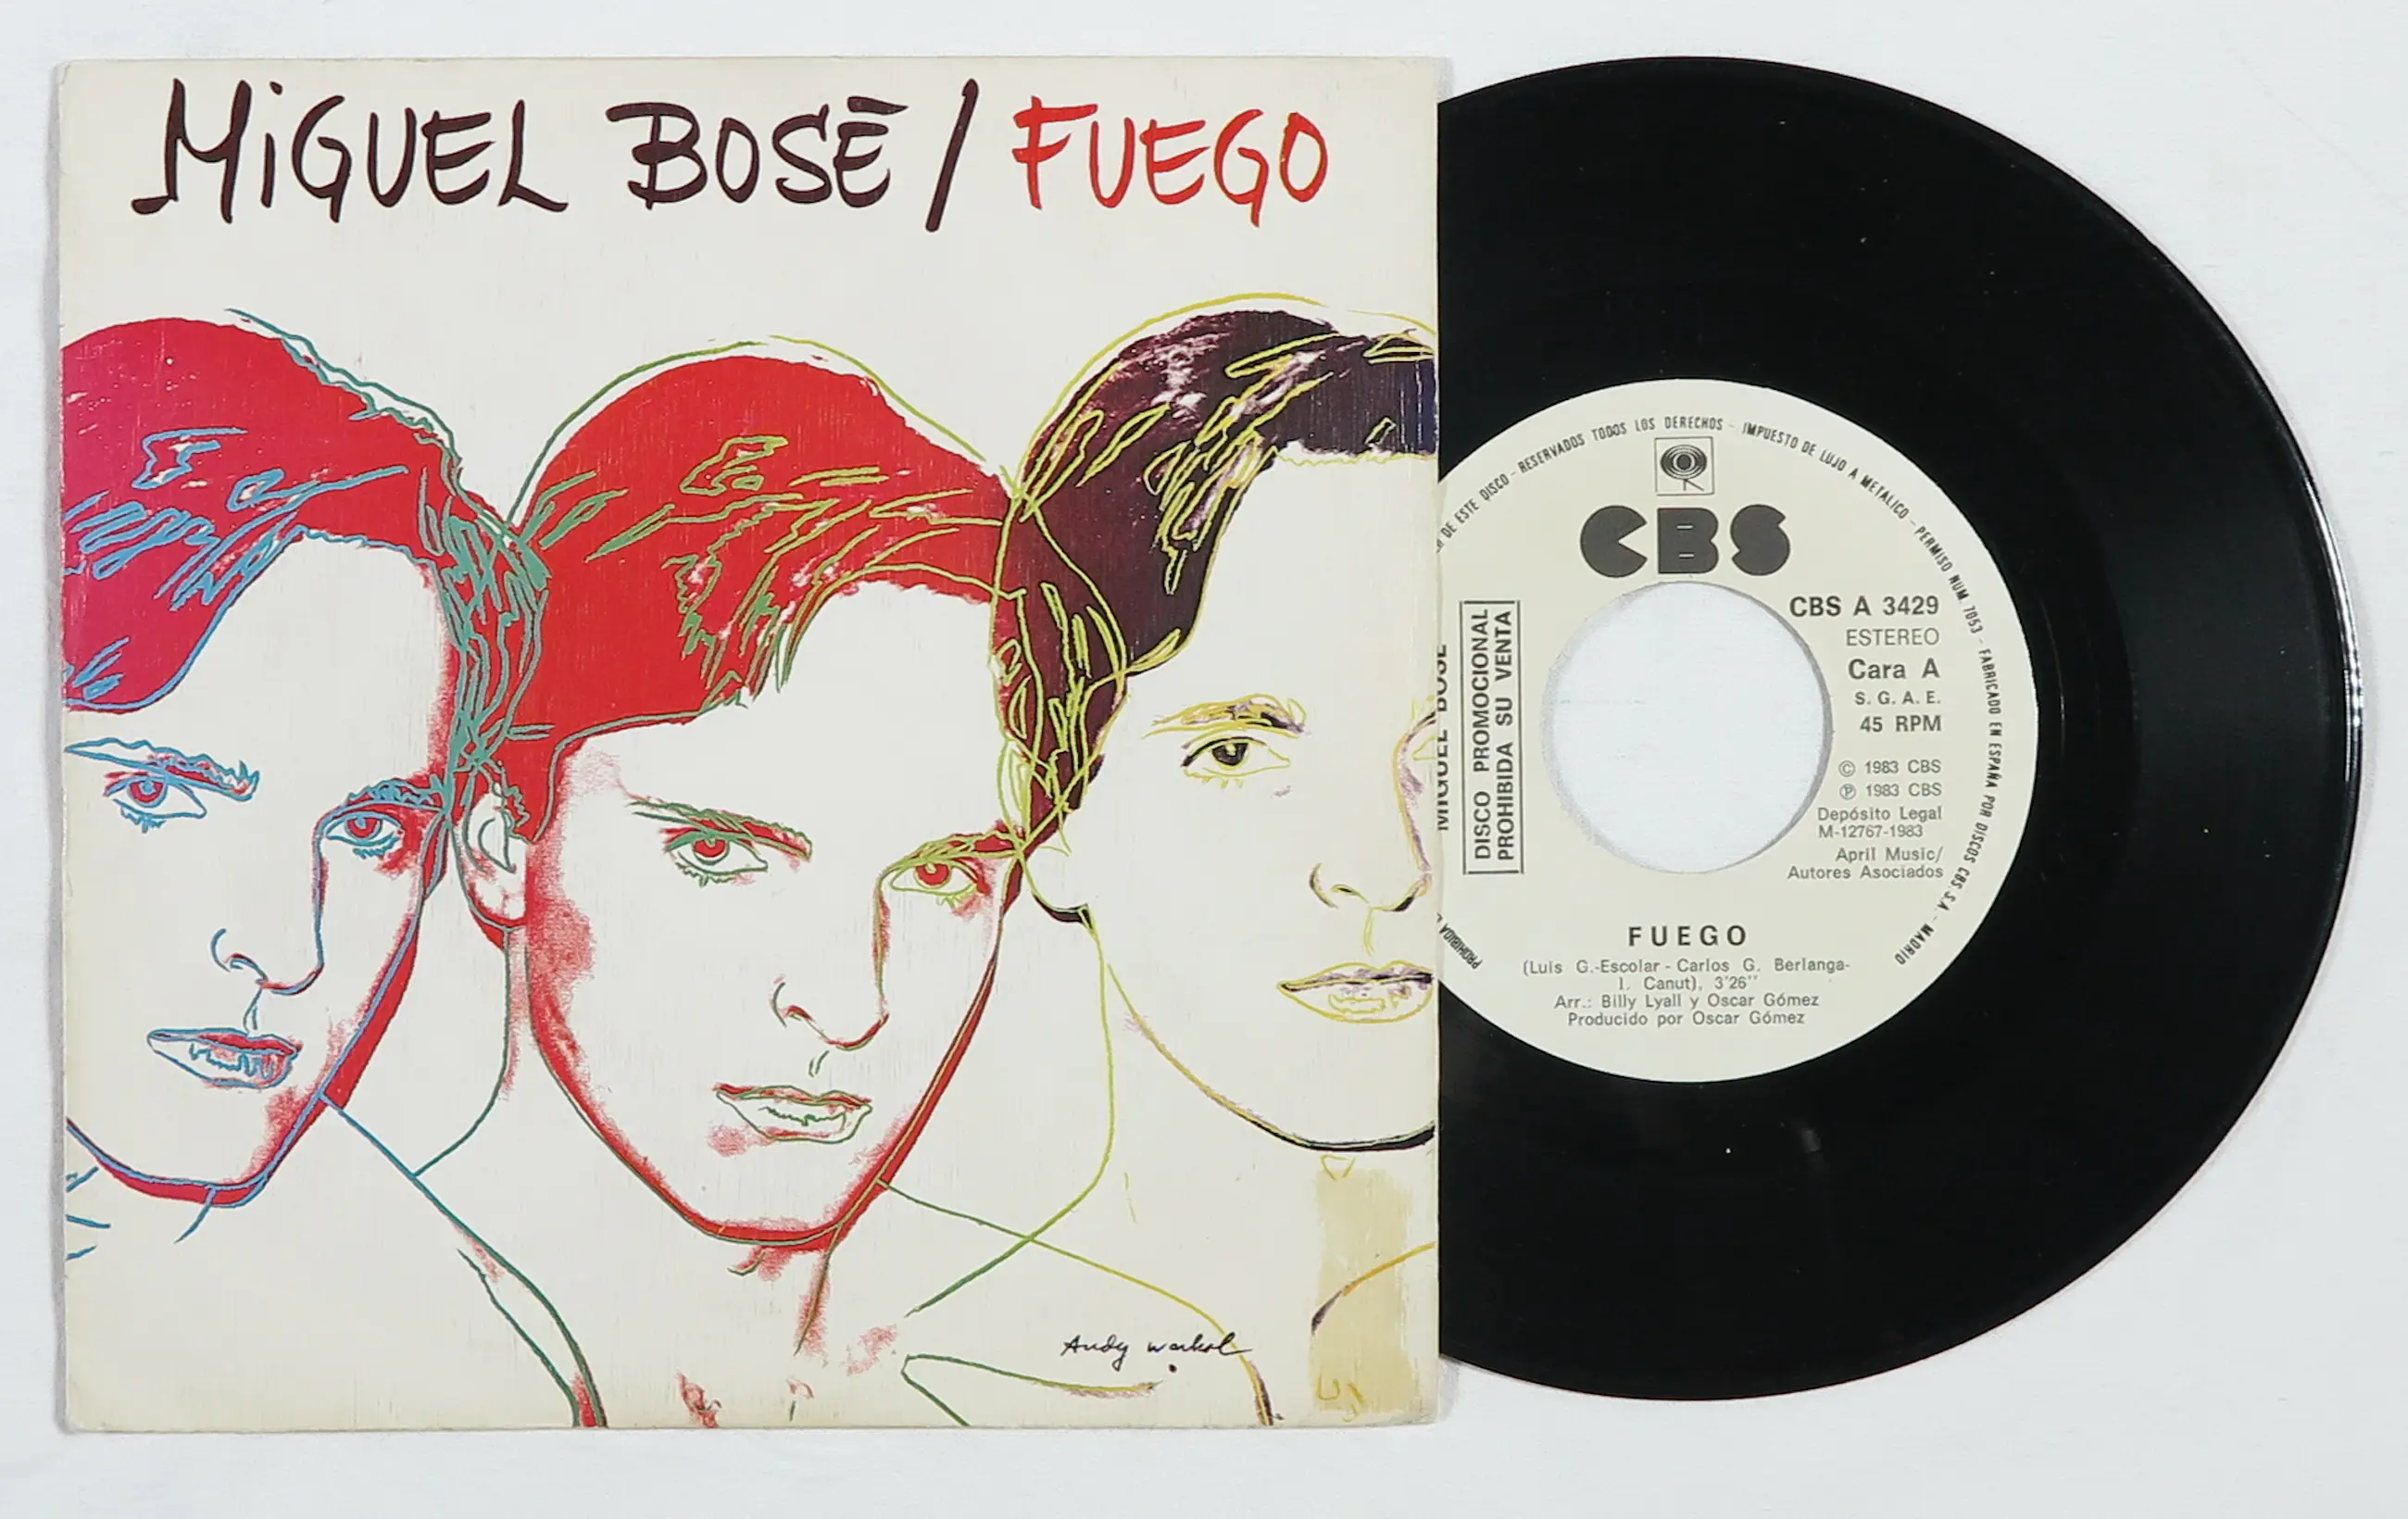 MiGUEL BOSÉ / FUEGO
Andy Warhol
DE ESTE DISCO - RESERVADOS TODOS LOS DERECHOS - IMPUESTO DE LUJO A METALICO - PERMISO NUM. 7053 - FABRICADO EN ESPAÑA POR DISCOS CBS S.A. - MADRID
PROHIBIDA
CBS
CBS A 3429
ESTEREO
Cara A
S. G. A. E.
45 RPM
© 1983 CBS
℗ 1983 CBS
Depósito Legal
M-12767-1983
April Music/
Autores Asociados
MIGUEL BOSE
DISCO PROMOCIONAL
PROHIBIDA SU VENTA
FUEGO
(Luis G.-Escolar - Carlos G. Berlanga-
I. Canut), 3'26''
Arr.: Billy Lyall y Oscar Gómez
Producido por Oscar Gómez